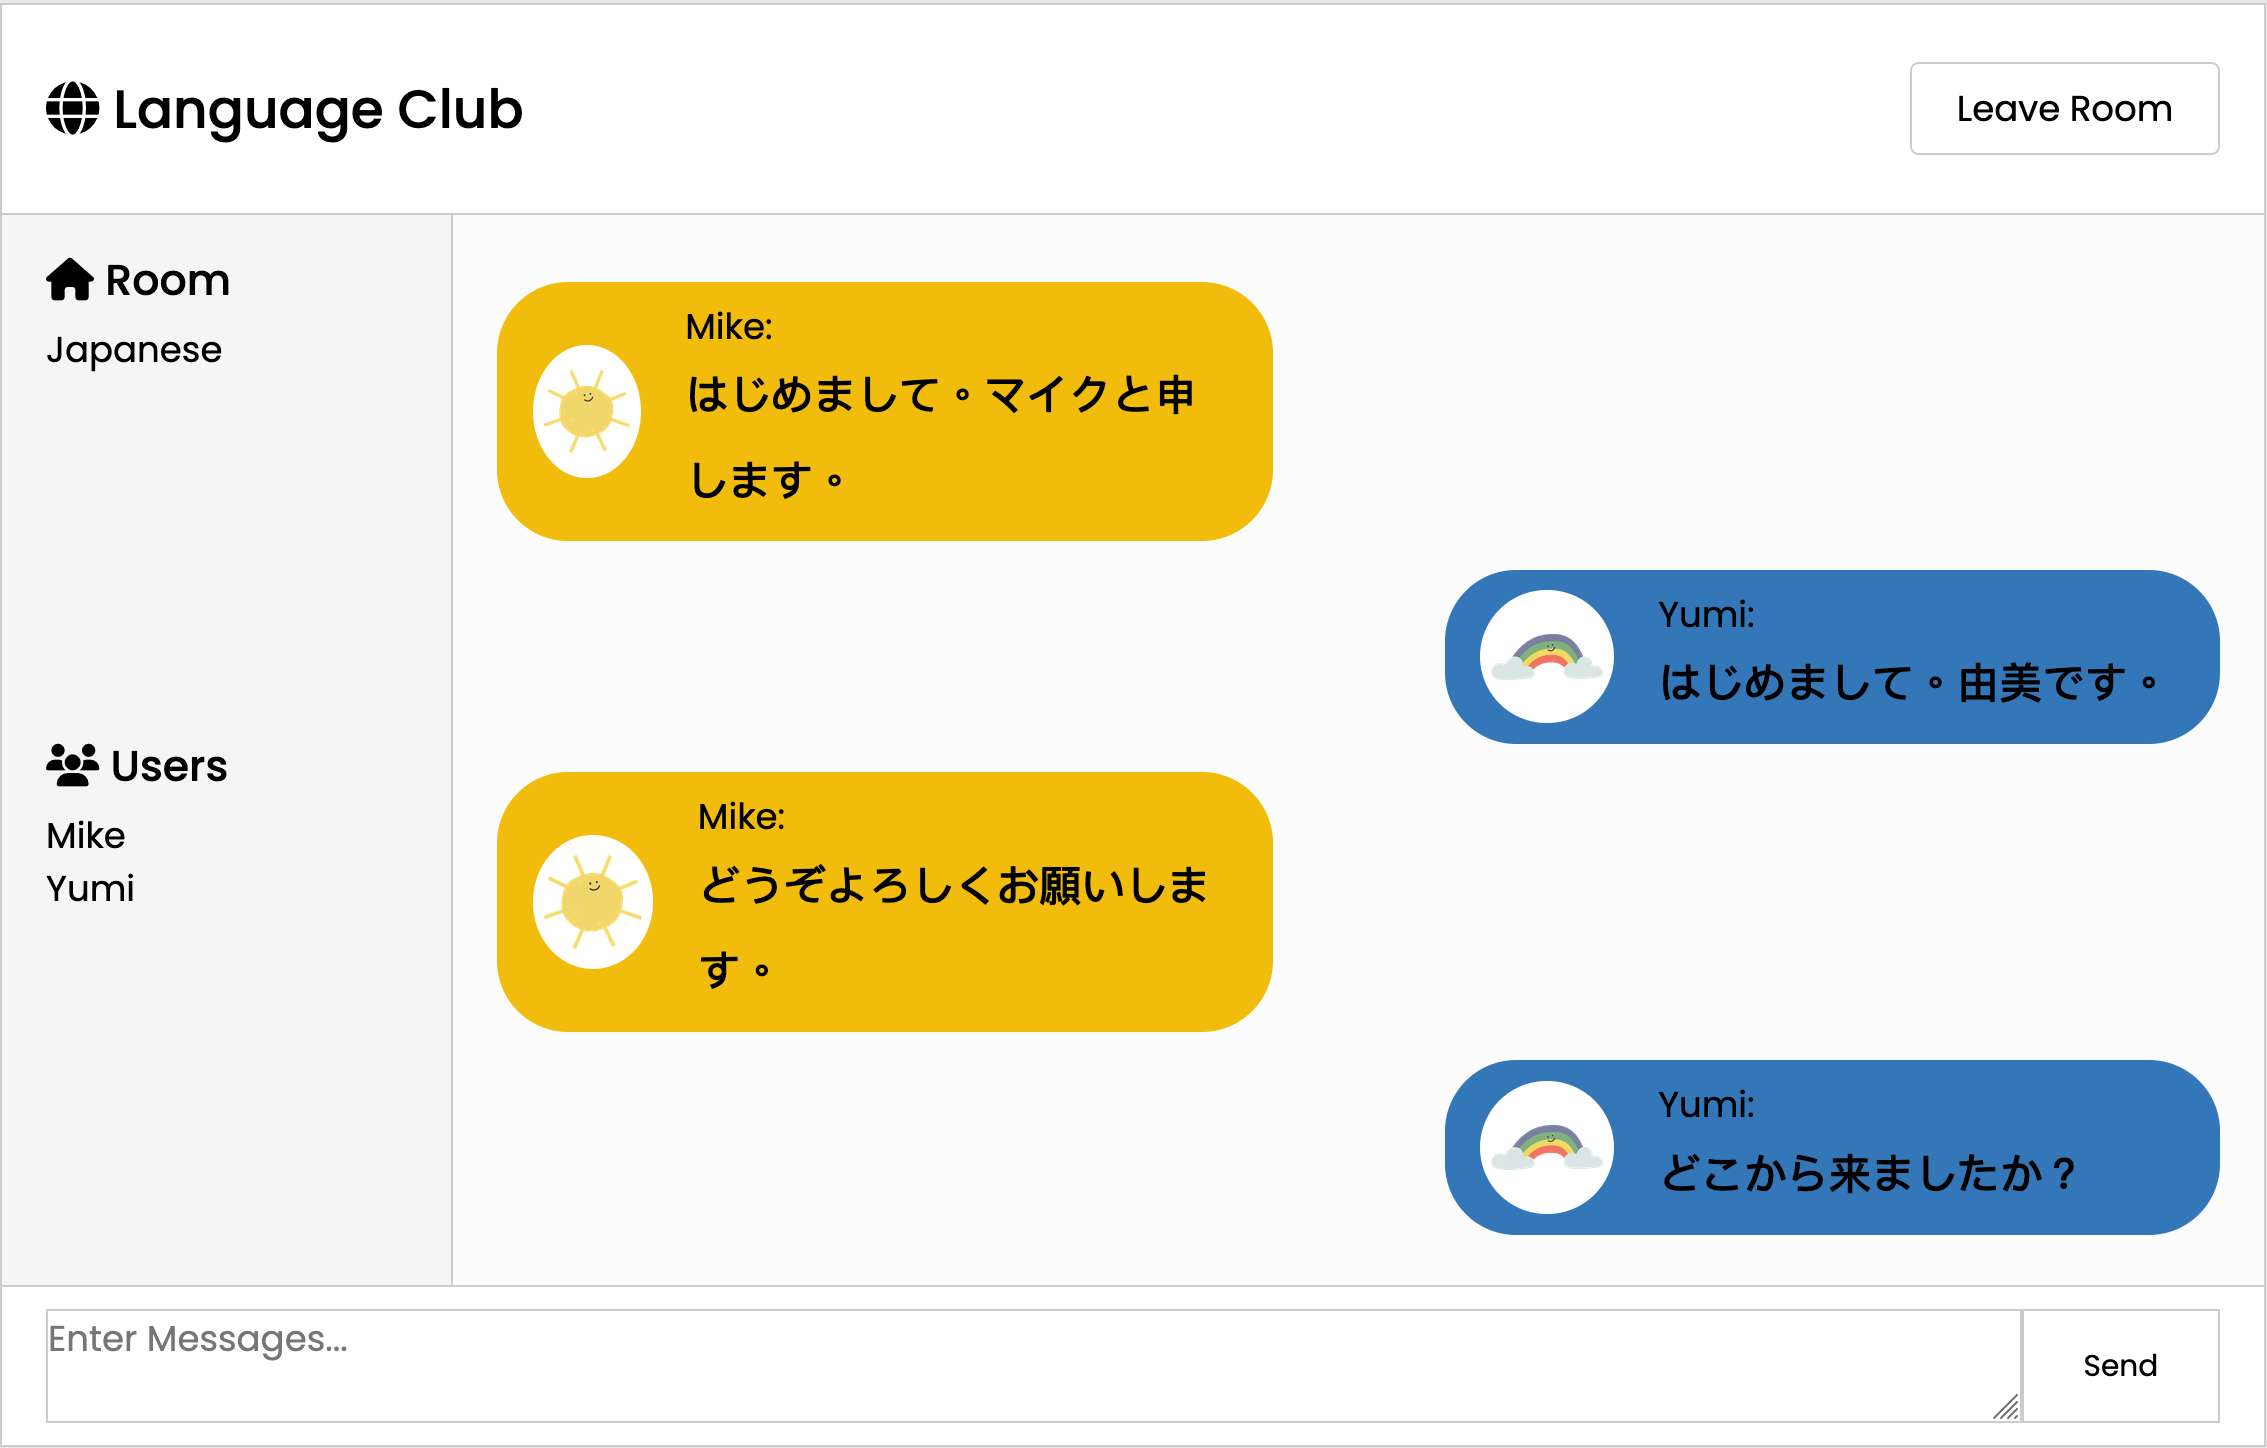 Language Club
Leave Room
Room
Japanese
Users
Mike
Yumi
Mike:
はじめまして。マイクと申
します。
Yumi:
はじめまして。由美です。
Mike:
どうぞよろしくお願いしま
す。
Yumi:
どこから来ましたか？
Enter Messages...
Send